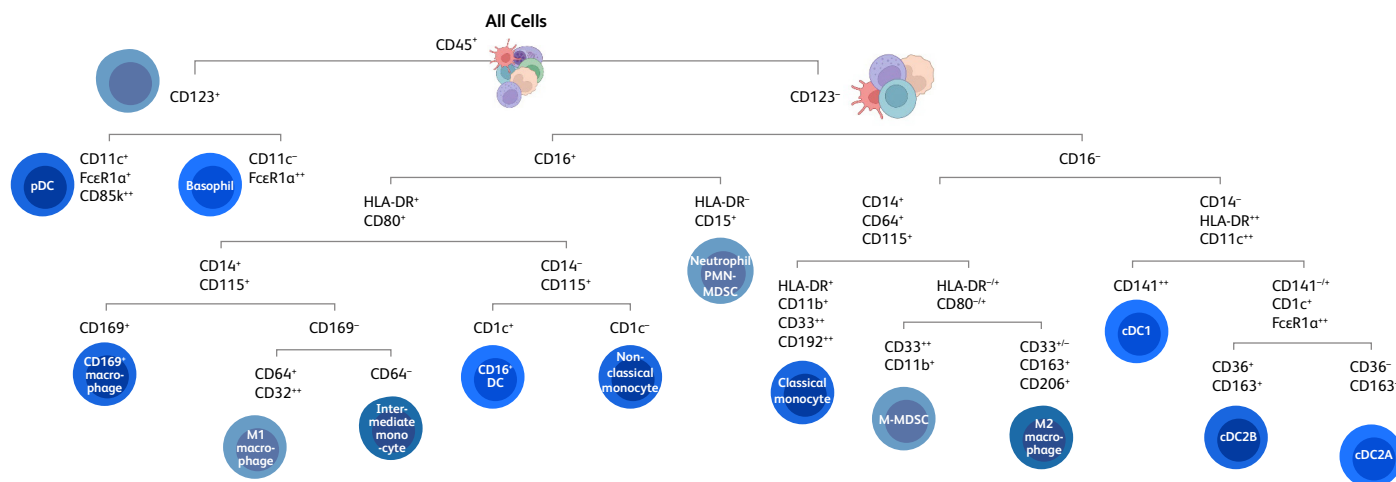 All Cells
CD45⁺
CD123⁺
CD123⁻
pDC
CD11c⁺
FcεR1α⁺
CD85k⁺⁺
Basophil
CD11c⁻
FcεR1α⁺⁺
CD16⁺
CD16⁻
HLA-DR⁺
CD80⁺
HLA-DR⁻
CD15⁺
Neutrophil
PMN-
MDSC
CD14⁺
CD64⁺
CD115⁺
CD14⁻
HLA-DR⁺⁺
CD11c⁺⁺
CD14⁺
CD115⁺
CD14⁻
CD115⁺
HLA-DR⁺
CD11b⁺
CD33⁺⁺
CD192⁺⁺
Classical
monocyte
HLA-DR⁻/⁺
CD80⁻/⁺
CD141⁺⁺
cDC1
CD141⁻/⁺
CD1c⁺
FcεR1α⁺⁺
CD169⁺
CD169⁺
macro-
phage
CD169⁻
CD1c⁺
CD16⁺
DC
CD1c⁻
Non-
classical
monocyte
CD64⁺
CD32⁺⁺
M1
macro-
phage
CD64⁻
Inter-
mediate
mono
-cyte
CD33⁺⁺
CD11b⁺
M-MDSC
CD33⁺/⁻
CD163⁺
CD206⁺
M2
macro-
phage
CD36⁺
CD163⁺
cDC2B
CD36⁻
CD163
cDC2A